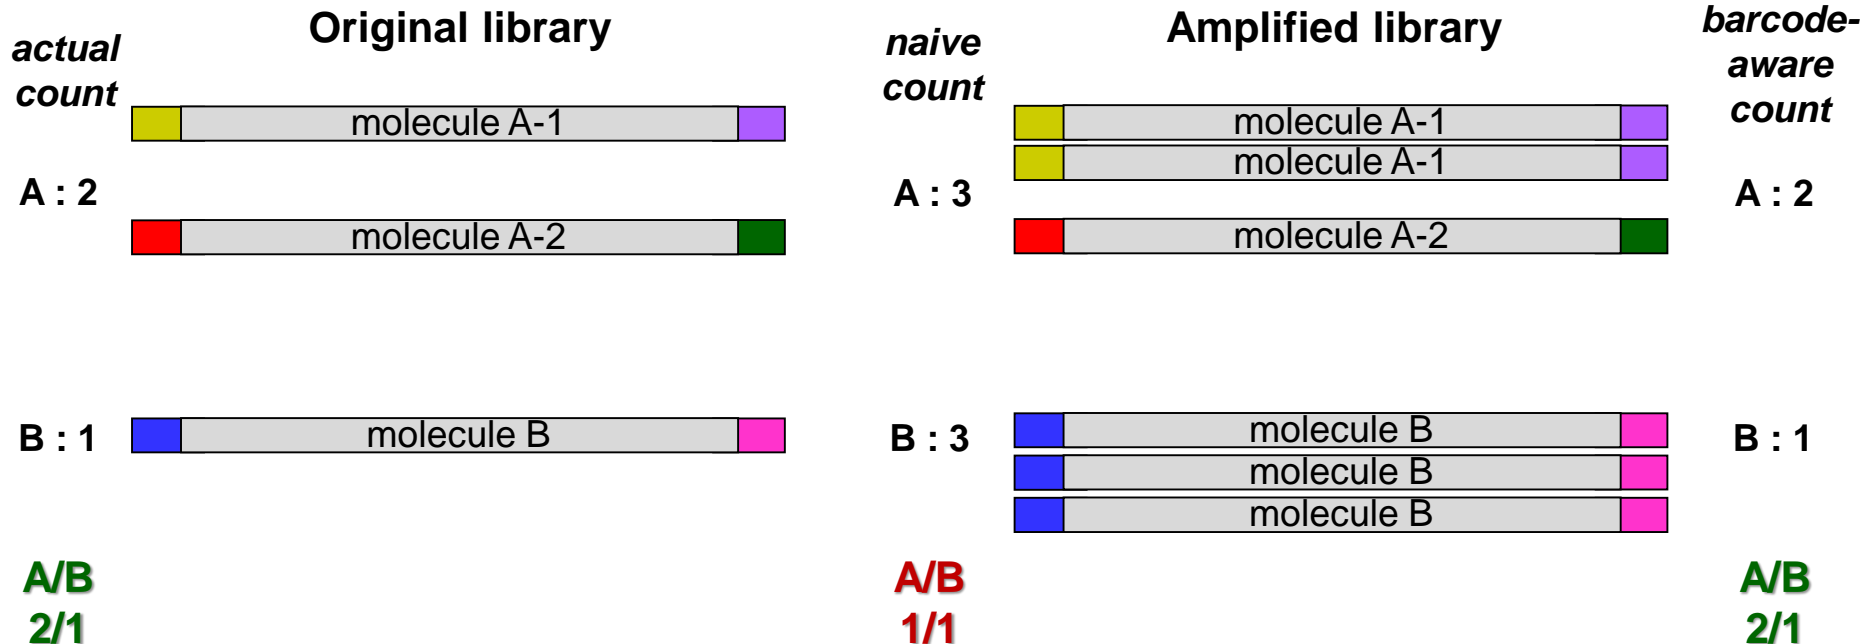 actual
count
A : 2
B : 1
A/B
2/1
Original library
molecule A-1
molecule A-2
molecule B
naive
count
A : 3
B : 3
A/B
1/1
Amplified library
molecule A-1
molecule A-1
molecule A-2
molecule B
molecule B
molecule B
barcode-
aware
count
A : 2
B : 1
A/B
2/1